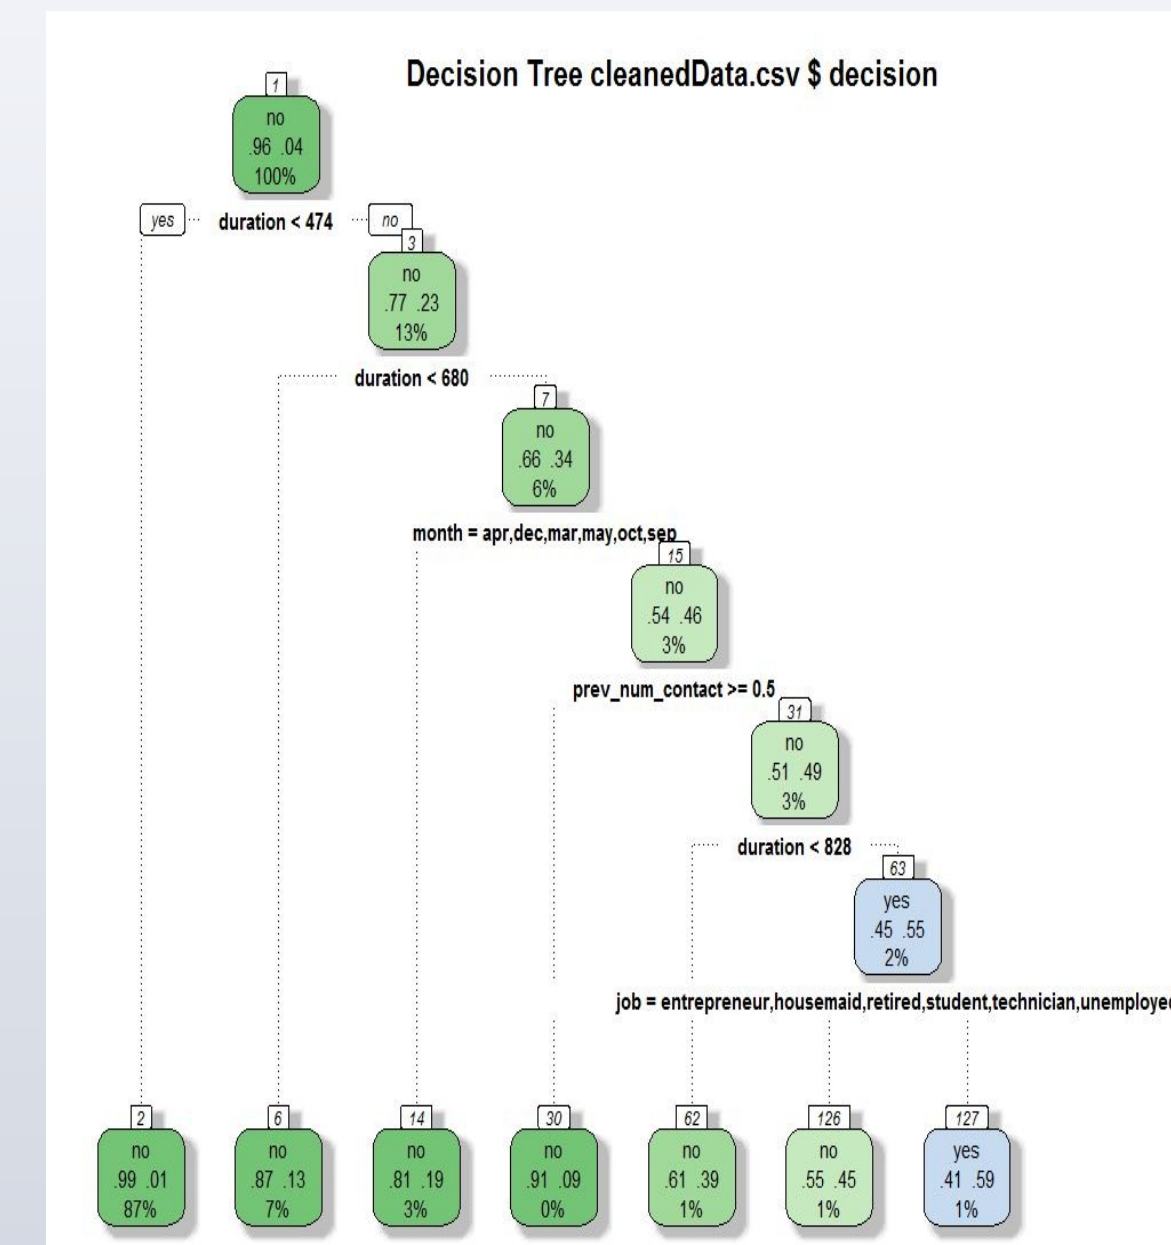 Decision Tree cleanedData.csv $ decision
1
no
.96 .04
100%
yes duration < 474 no
3
no
.77 .23
13%
duration < 680
7
no
.66 .34
6%
month = apr,dec,mar,may,oct,sep
15
no
.54 .46
3%
prev_num_contact >= 0.5
31
no
.51 .49
3%
duration < 828
63
yes
.45 .55
2%
job = entrepreneur,housemaid,retired,student,technician,unemployed
2 6 14 30 62 126 127
no no no no no no yes
.99 .01 .87 .13 .81 .19 .91 .09 .61 .39 .55 .45 .41 .59
87% 7% 3% 0% 1% 1% 1%